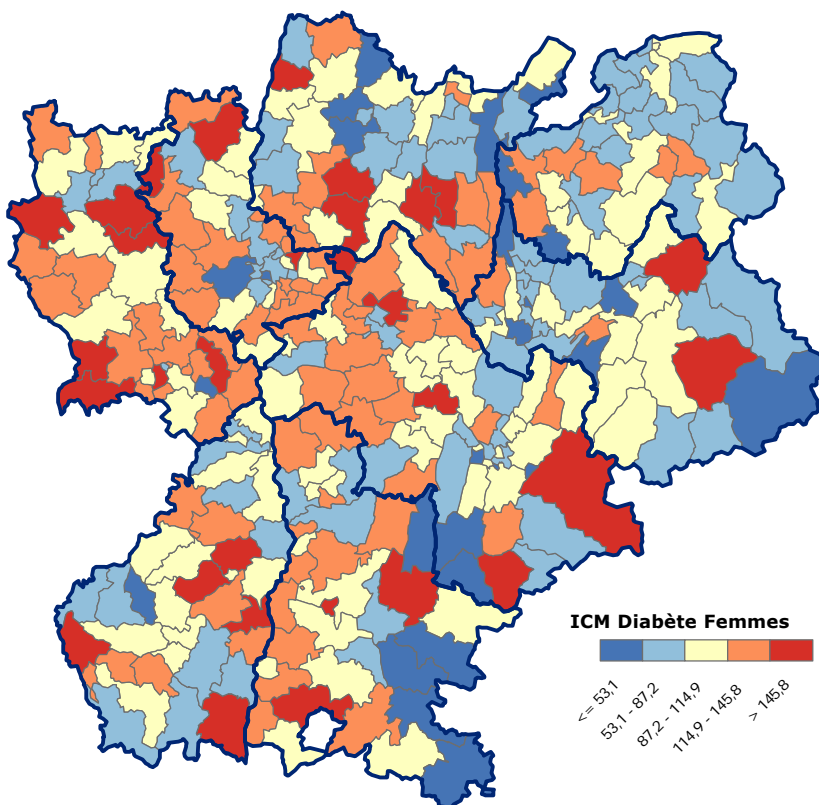 ICM Diabète Femmes
<= 53,1
53,1 - 87,2
87,2 - 114,9
114,9 - 145,8
> 145,8